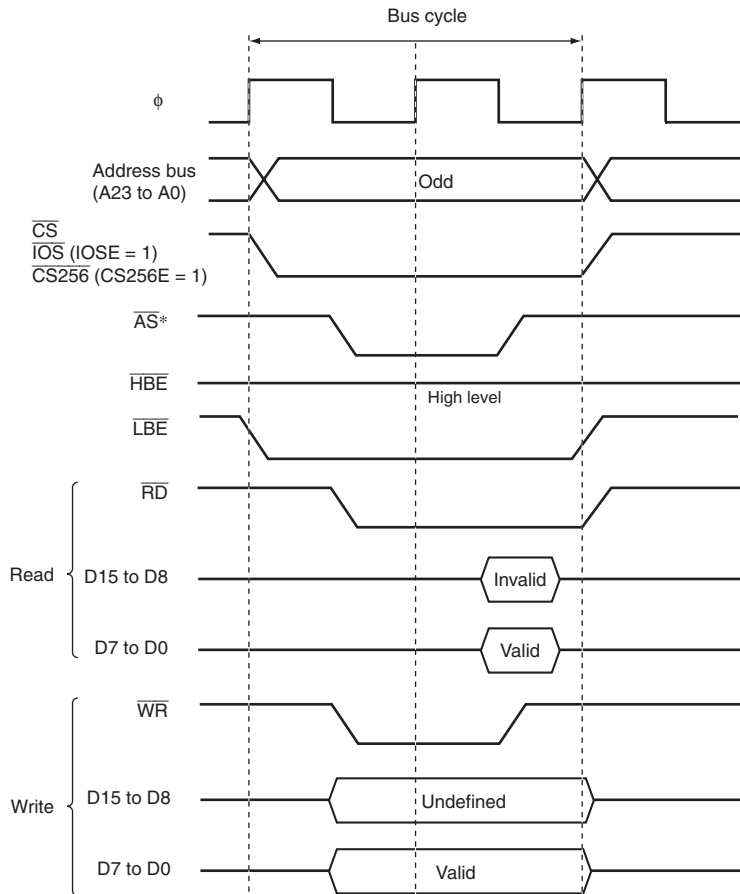 Bus cycle
φ
Address bus
(A23 to A0)
Odd
CS
IOS (IOSE = 1)
CS256 (CS256E = 1)
AS*
HBE
High level
LBE
Read
RD
D15 to D8
Invalid
D7 to D0
Valid
Write
WR
D15 to D8
Undefined
D7 to D0
Valid